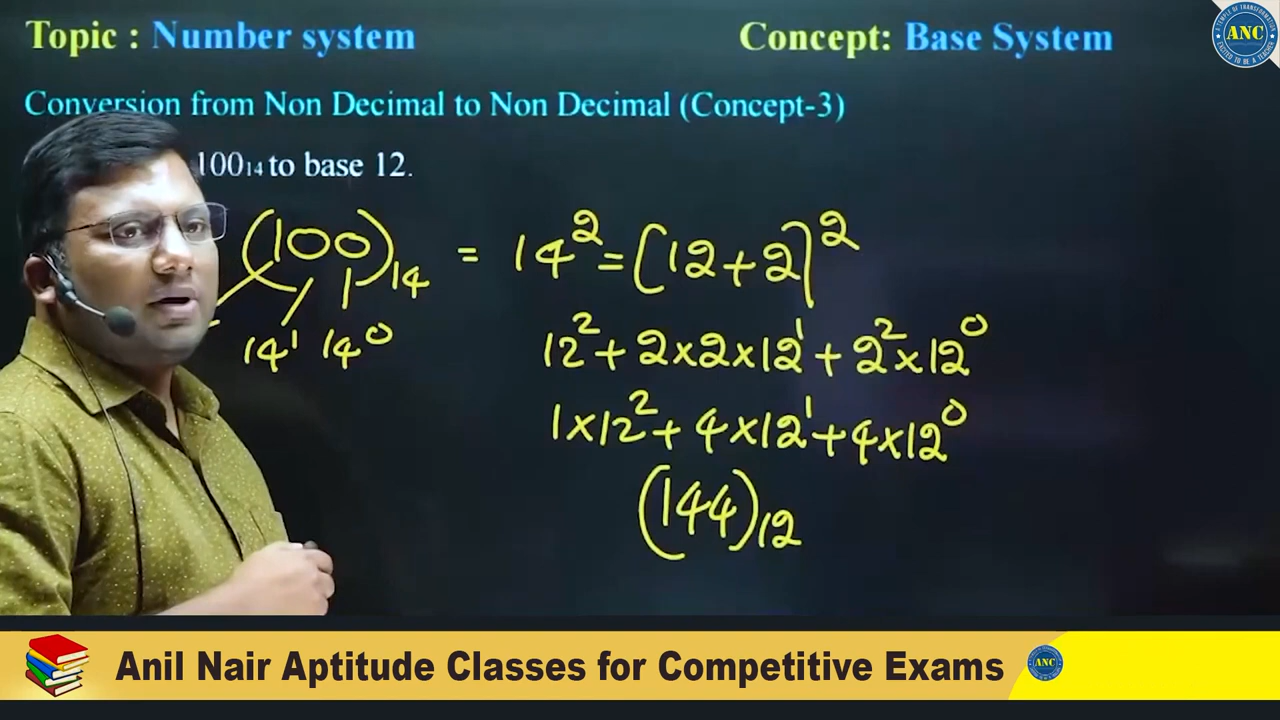 Topic : Number system
Concept: Base System
ANC
Conversion from Non Decimal to Non Decimal (Concept-3)
100₁₄ to base 12.
(100)₁₄ = 14² = (12+2)²
14¹ 14⁰
12² + 2×2×12¹ + 2²×12⁰
1×12² + 4×12¹ + 4×12⁰
(144)₁₂
Anil Nair Aptitude Classes for Competitive Exams
ANC